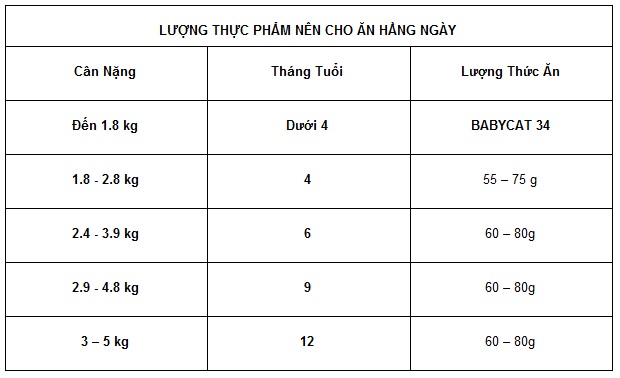 LƯỢNG THỰC PHẨM NÊN CHO ĂN HẰNG NGÀY
Cân Nặng Tháng Tuổi Lượng Thức Ăn
Đến 1.8 kg Dưới 4 BABYCAT 34
1.8 - 2.8 kg 4 55 – 75 g
2.4 - 3.9 kg 6 60 – 80g
2.9 - 4.8 kg 9 60 – 80g
3 – 5 kg 12 60 – 80g